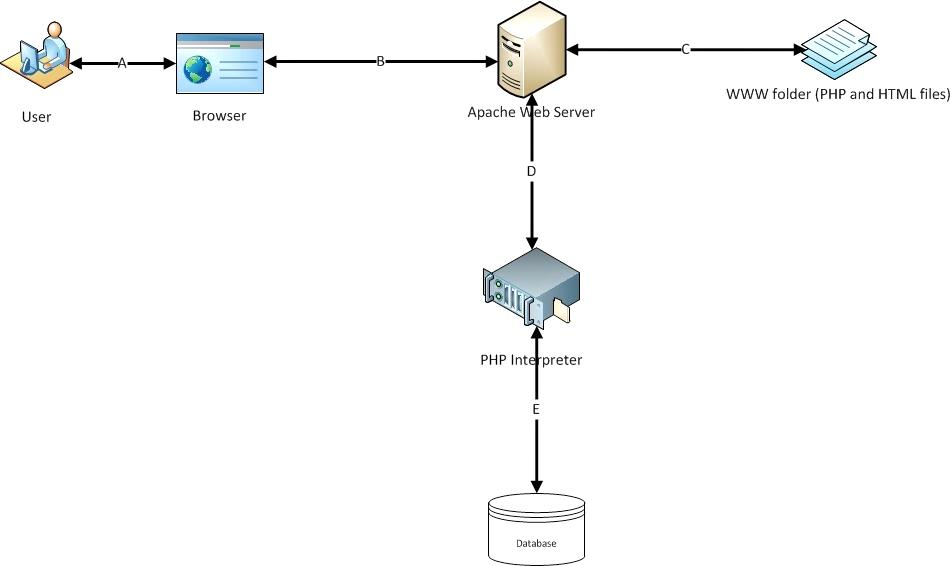 A
B
C
User
Browser
Apache Web Server
WWW folder (PHP and HTML files)
D
PHP Interpreter
E
Database